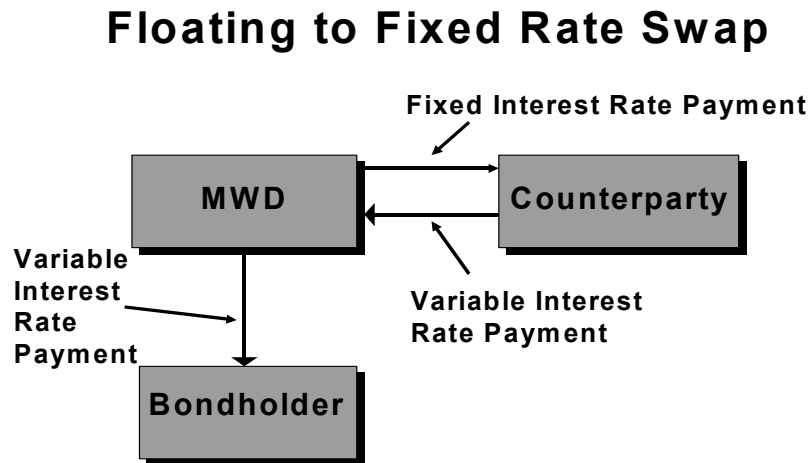 Floating to Fixed Rate Swap
Fixed Interest Rate Payment
MWD
Counterparty
Variable
Interest
Rate
Payment
Variable Interest
Rate Payment
Bondholder